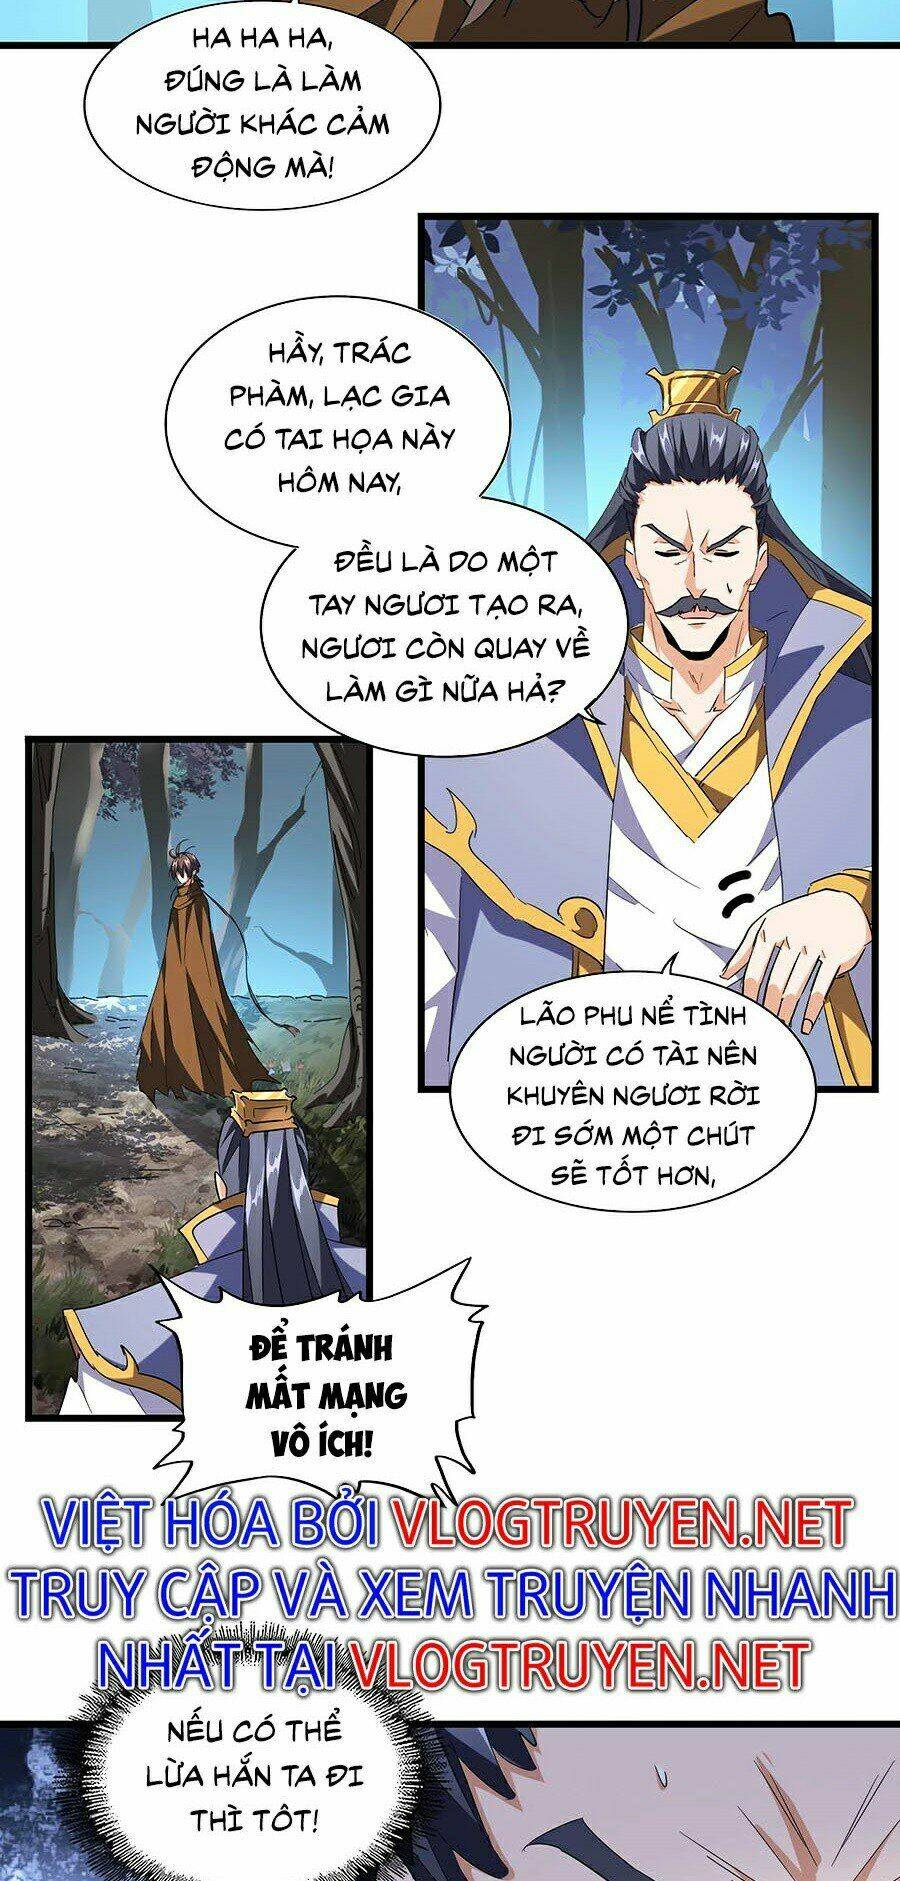 HA HA HA,
ĐÚNG LÀ LÀM
NGƯỜI KHÁC CẢM
ĐỘNG MÀ!
HẦY, TRÁC
PHÀM, LẠC GIA
CÓ TAI HỌA NÀY
HÔM NAY,
ĐỀU LÀ DO MỘT
TAY NGƯƠI TẠO RA,
NGƯƠI CÒN QUAY VỀ
LÀM GÌ NỮA HẢ?
LÃO PHU NỂ TÌNH
NGƯỜI CÓ TÀI NÊN
KHUYÊN NGƯƠI RỜI
ĐI SỚM MỘT CHÚT
SẼ TỐT HƠN,
ĐỂ TRÁNH
MẤT MẠNG
VÔ ÍCH!
VIỆT HÓA BỞI VLOGTRUYEN.NET
TRUY CẬP VÀ XEM TRUYỆN NHANH
NHẤT TẠI VLOGTRUYEN.NET
NẾU CÓ THỂ
LỪA HẮN TA ĐI
THÌ TỐT!